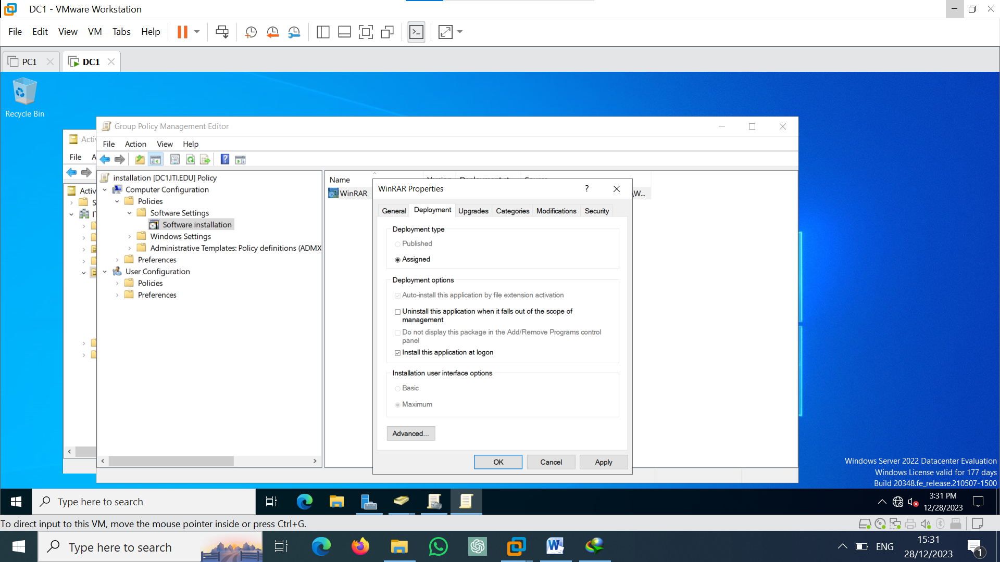 DC1 - VMware Workstation
File Edit View VM Tabs Help
PC1 DC1
Recycle Bin
Group Policy Management Editor
File Action View Help
File
installation [DC1.ITI.EDU] Policy
Computer Configuration
Policies
Software Settings
Software installation
Windows Settings
Administrative Templates: Policy definitions (ADMX
Preferences
User Configuration
Policies
Preferences
Name
WinRAR
WinRAR Properties
?
General Deployment Upgrades Categories Modifications Security
Deployment type
Published
Assigned
Deployment options
Auto-install this application by file extension activation
Uninstall this application when it falls out of the scope of
management
Do not display this package in the Add/Remove Programs control
panel
Install this application at logon
Installation user interface options
Basic
Maximum
Advanced...
OK Cancel Apply
\W...
Windows Server 2022 Datacenter Evaluation
Windows License valid for 177 days
Build 20348.fe_release.210507-1500
Type here to search
3:31 PM
12/28/2023
To direct input to this VM, move the mouse pointer inside or press Ctrl+G.
Type here to search
ENG
15:31
28/12/2023
1